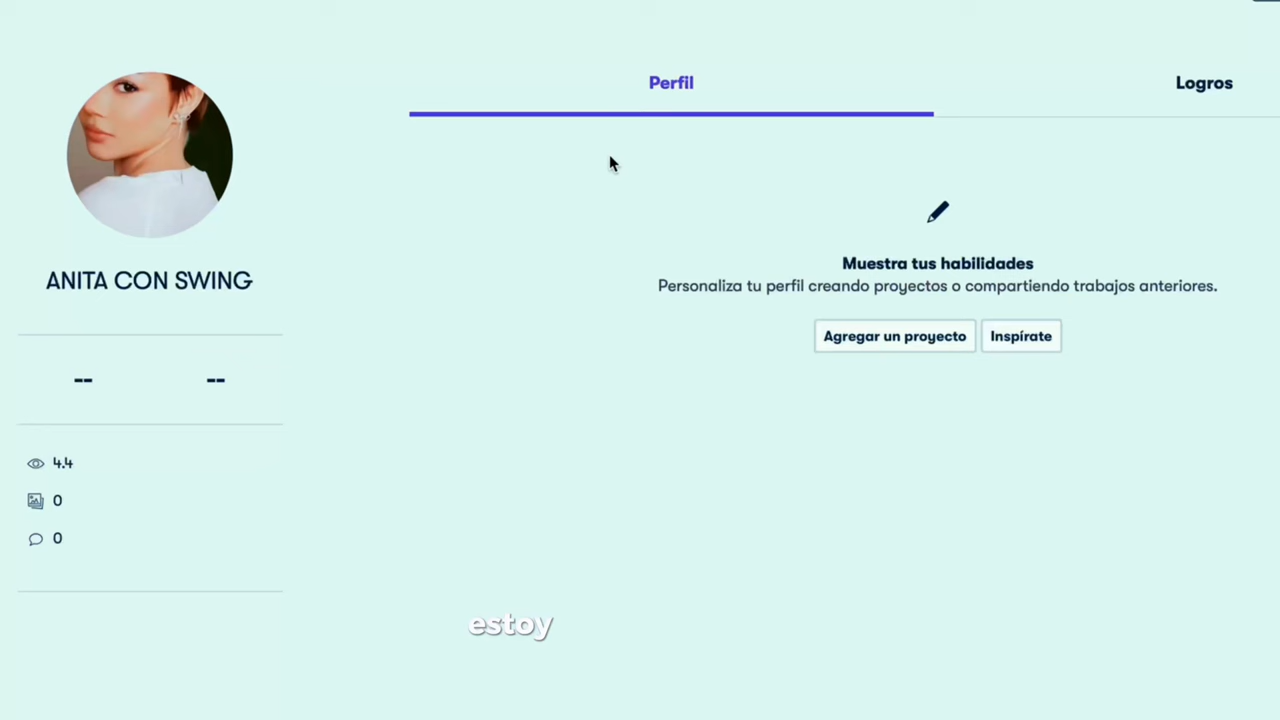 Perfil
Logros
ANITA CON SWING
--
--
4.4
0
0
Muestra tus habilidades
Personaliza tu perfil creando proyectos o compartiendo trabajos anteriores.
Agregar un proyecto
Inspírate
estoy